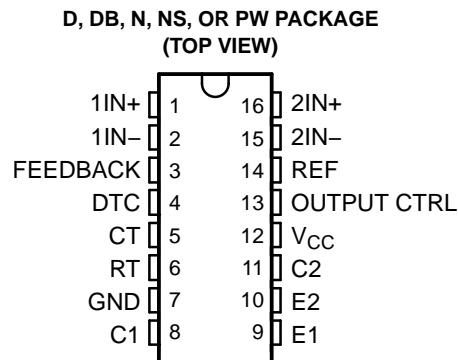 D, DB, N, NS, OR PW PACKAGE
(TOP VIEW)
1IN+ 1 16 2IN+
1IN− 2 15 2IN−
FEEDBACK 3 14 REF
DTC 4 13 OUTPUT CTRL
CT 5 12 VCC
RT 6 11 C2
GND 7 10 E2
C1 8 9 E1